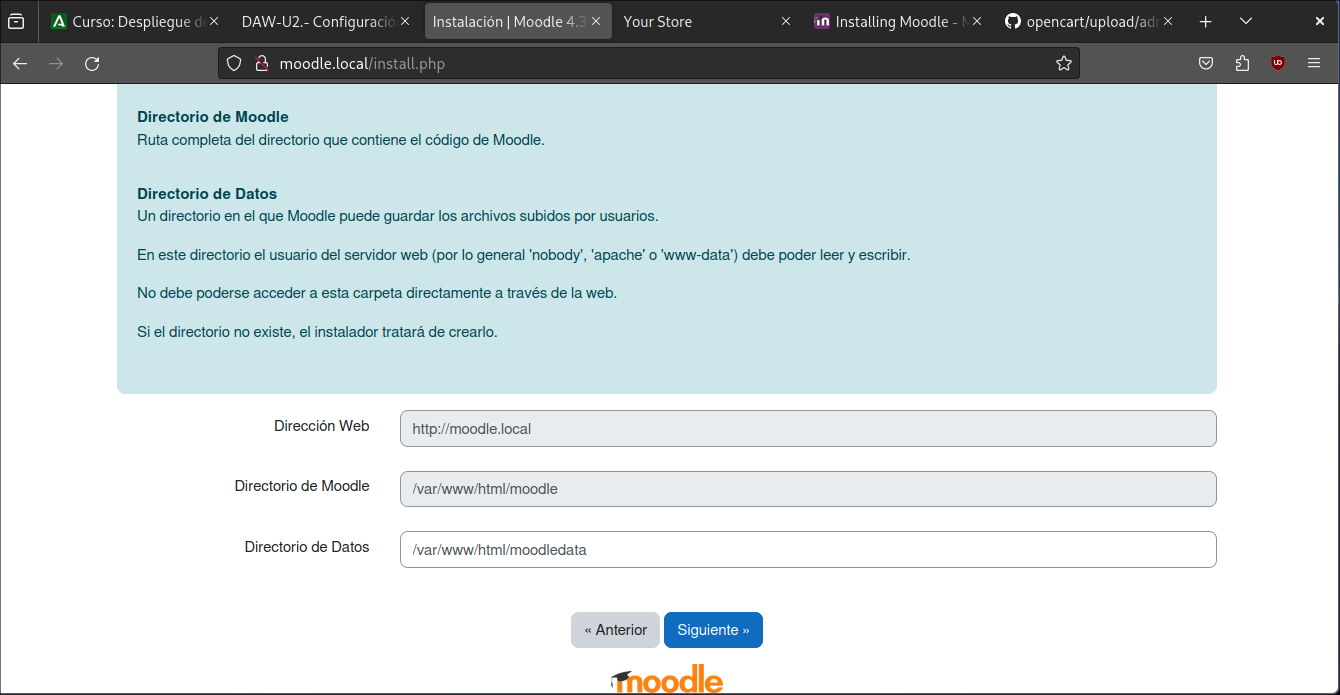 Curso: Despliegue de
DAW-U2.- Configuració
Instalación | Moodle 4.3
Your Store
Installing Moodle - M
opencart/upload/adm
moodle.local/install.php
Directorio de Moodle
Ruta completa del directorio que contiene el código de Moodle.
Directorio de Datos
Un directorio en el que Moodle puede guardar los archivos subidos por usuarios.
En este directorio el usuario del servidor web (por lo general 'nobody', 'apache' o 'www-data') debe poder leer y escribir.
No debe poderse acceder a esta carpeta directamente a través de la web.
Si el directorio no existe, el instalador tratará de crearlo.
Dirección Web
http://moodle.local
Directorio de Moodle
/var/www/html/moodle
Directorio de Datos
/var/www/html/moodledata
« Anterior
Siguiente »
moodle